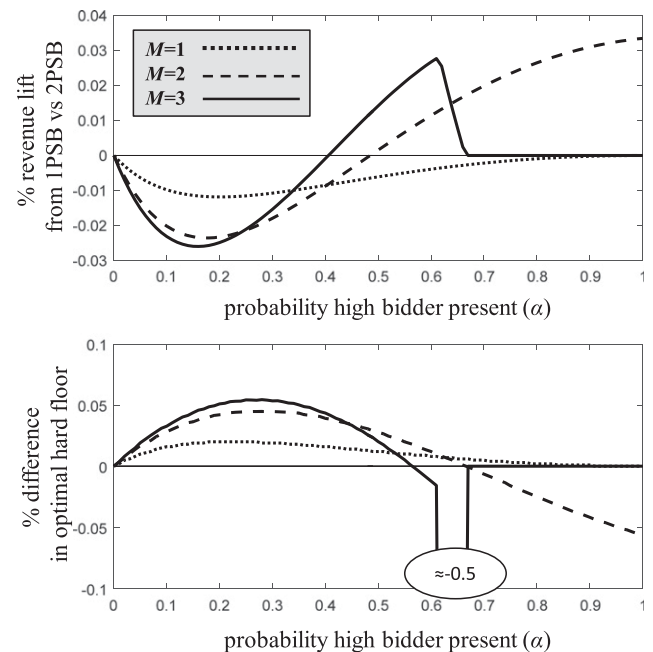 0.04
0.03
0.02
0.01
0
-0.01
-0.02
-0.03
% revenue lift
from 1PSB vs 2PSB
M=1
M=2
M=3
0 0.1 0.2 0.3 0.4 0.5 0.6 0.7 0.8 0.9 1
probability high bidder present (α)
0.1
0.05
0
-0.05
-0.1
% difference
in optimal hard floor
≈-0.5
0 0.1 0.2 0.3 0.4 0.5 0.6 0.7 0.8 0.9 1
probability high bidder present (α)